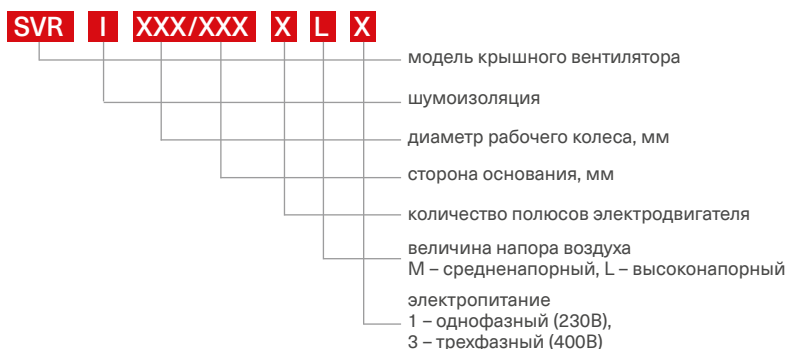 SVR I XXX/XXX X L X
модель крышного вентилятора
шумоизоляция
диаметр рабочего колеса, мм
сторона основания, мм
количество полюсов электродвигателя
величина напора воздуха
M – средненапорный, L – высоконапорный
электропитание
1 – однофазный (230В),
3 – трехфазный (400В)